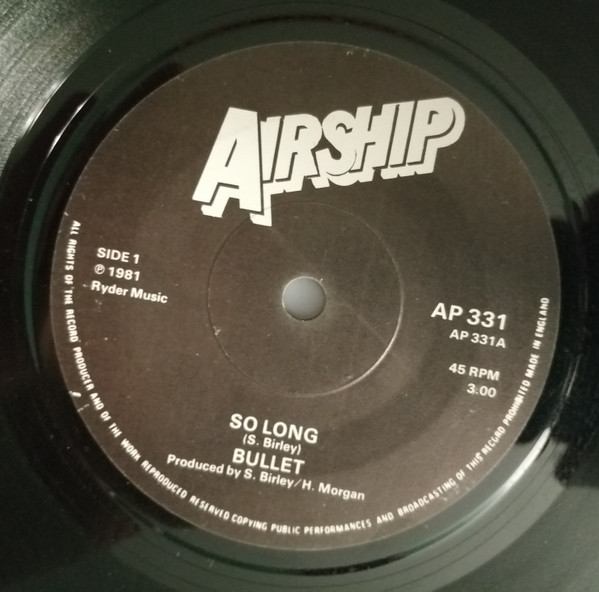 AIRSHIP
SIDE 1
℗ 1981
Ryder Music
AP 331
AP 331A
45 RPM
3.00
SO LONG
(S. Birley)
BULLET
Produced by S. Birley/H. Morgan
ALL RIGHTS OF THE RECORD PRODUCER AND OF THE WORK REPRODUCED RESERVED COPYING PUBLIC PERFORMANCES AND BROADCASTING OF THIS RECORD PROHIBITED MADE IN ENGLAND